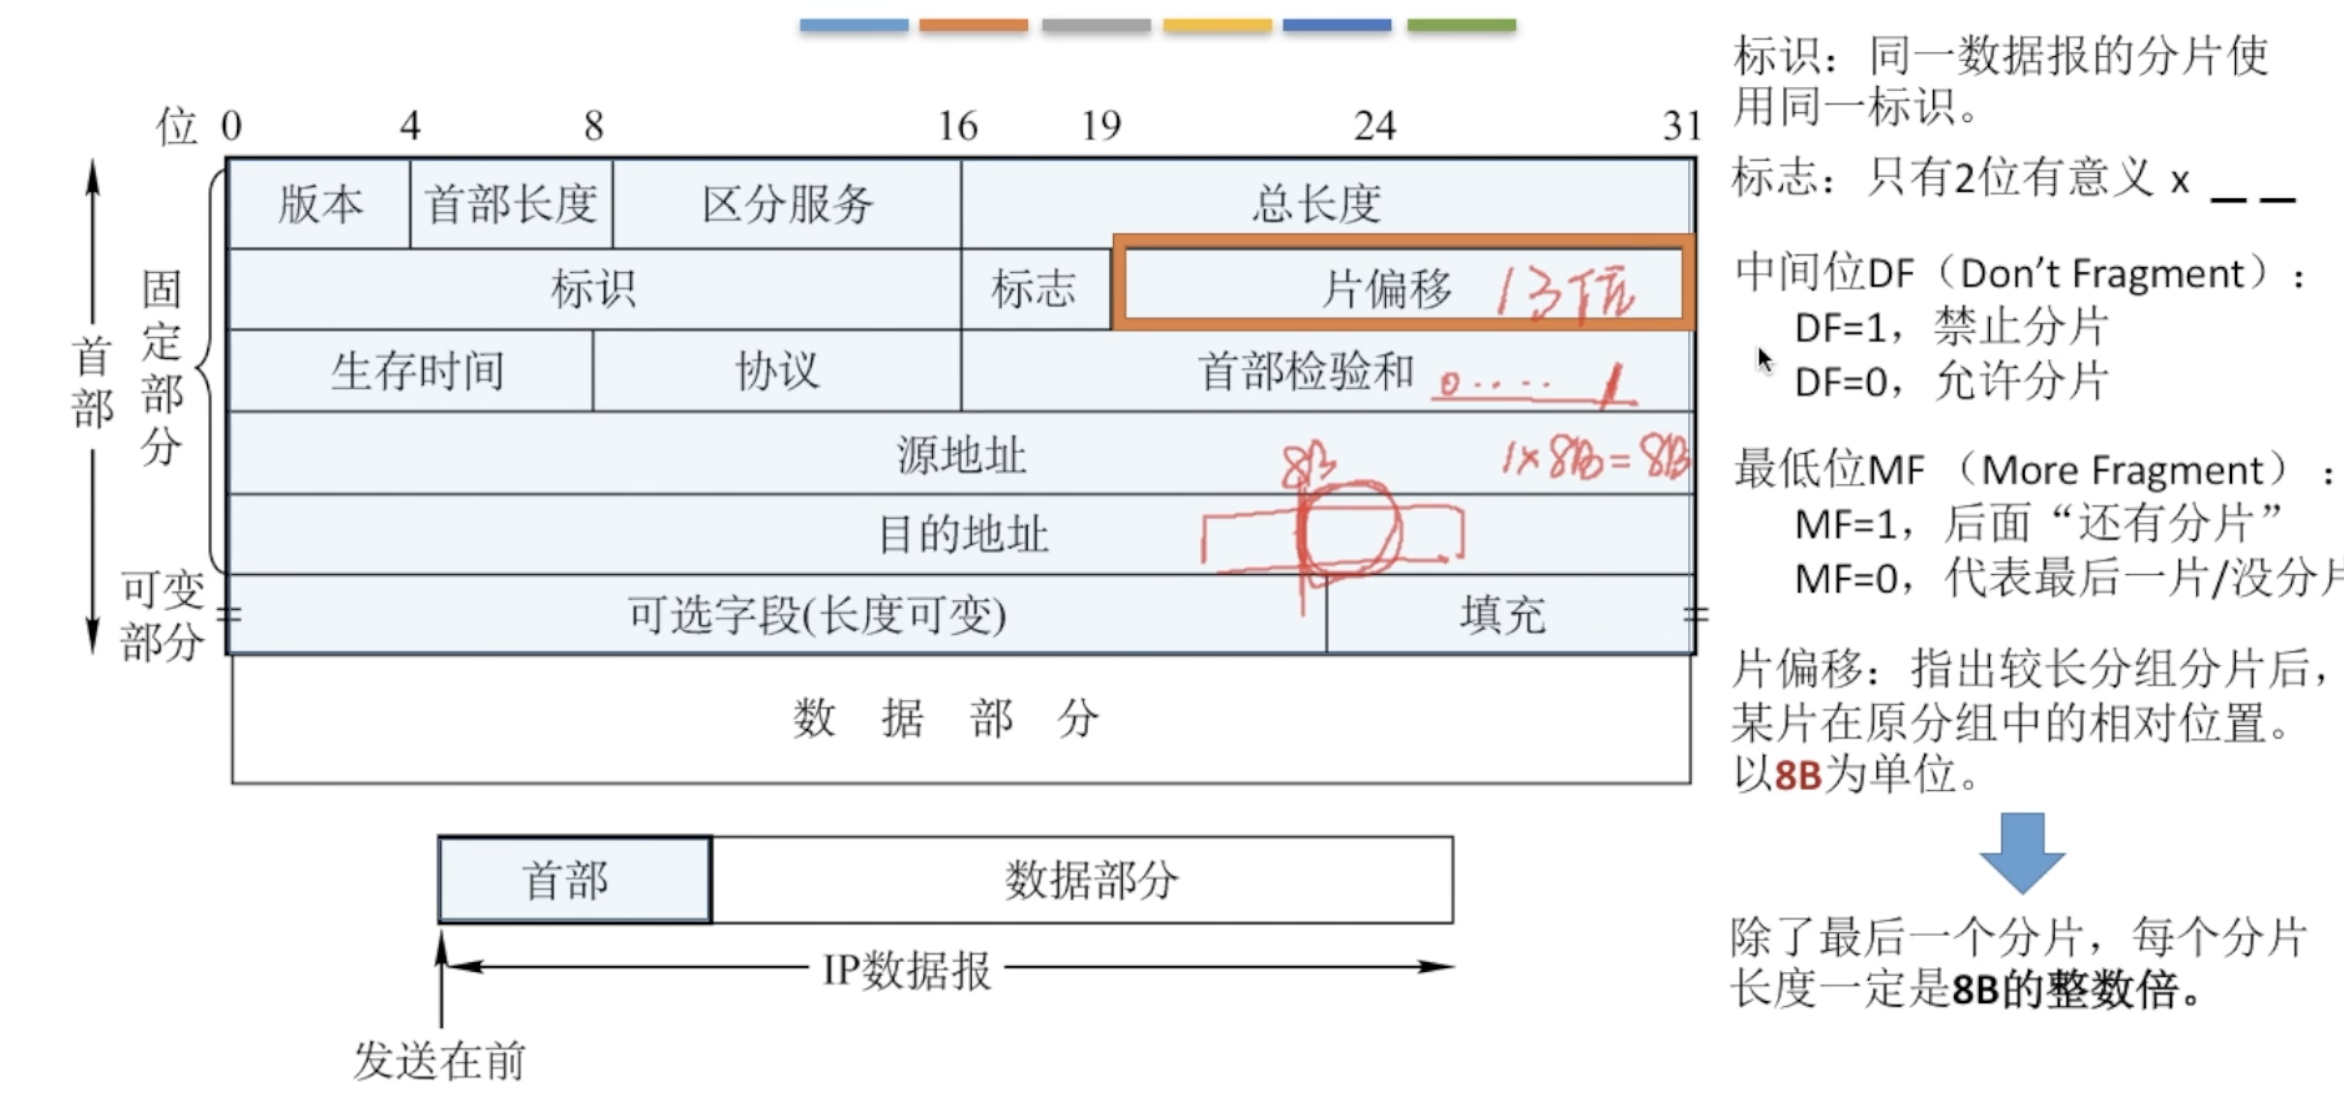 位 0 4 8 16 19 24 31
版本 首部长度 区分服务 总长度
标识 标志 片偏移 13位
生存时间 协议 首部检验和 0····1
源地址 1×8B=8B
8B
目的地址
可选字段(长度可变) 填充
数据部分
首部
固定部分
可变部分
首部 数据部分
IP数据报
发送在前
标识：同一数据报的分片使
用同一标识。
标志：只有2位有意义 x _ _
中间位DF（Don't Fragment）：
DF=1，禁止分片
DF=0，允许分片
最低位MF（More Fragment）：
MF=1，后面“还有分片”
MF=0，代表最后一片/没分片
片偏移：指出较长分组分片后，
某片在原分组中的相对位置。
以8B为单位。
除了最后一个分片，每个分片
长度一定是8B的整数倍。